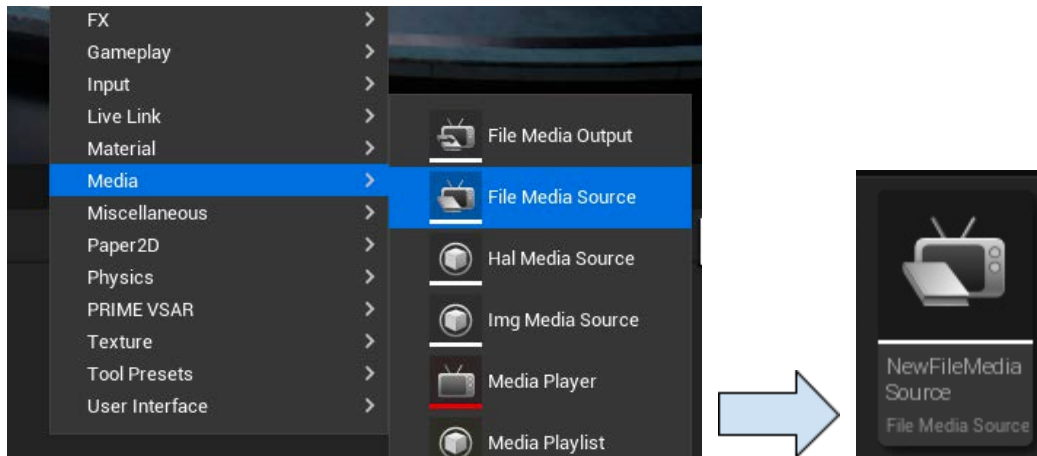 FX
Gameplay
Input
Live Link
Material
Media
Miscellaneous
Paper2D
Physics
PRIME VSAR
Texture
Tool Presets
User Interface
File Media Output
File Media Source
Hal Media Source
Img Media Source
Media Player
Media Playlist
NewFileMedia
Source
File Media Source